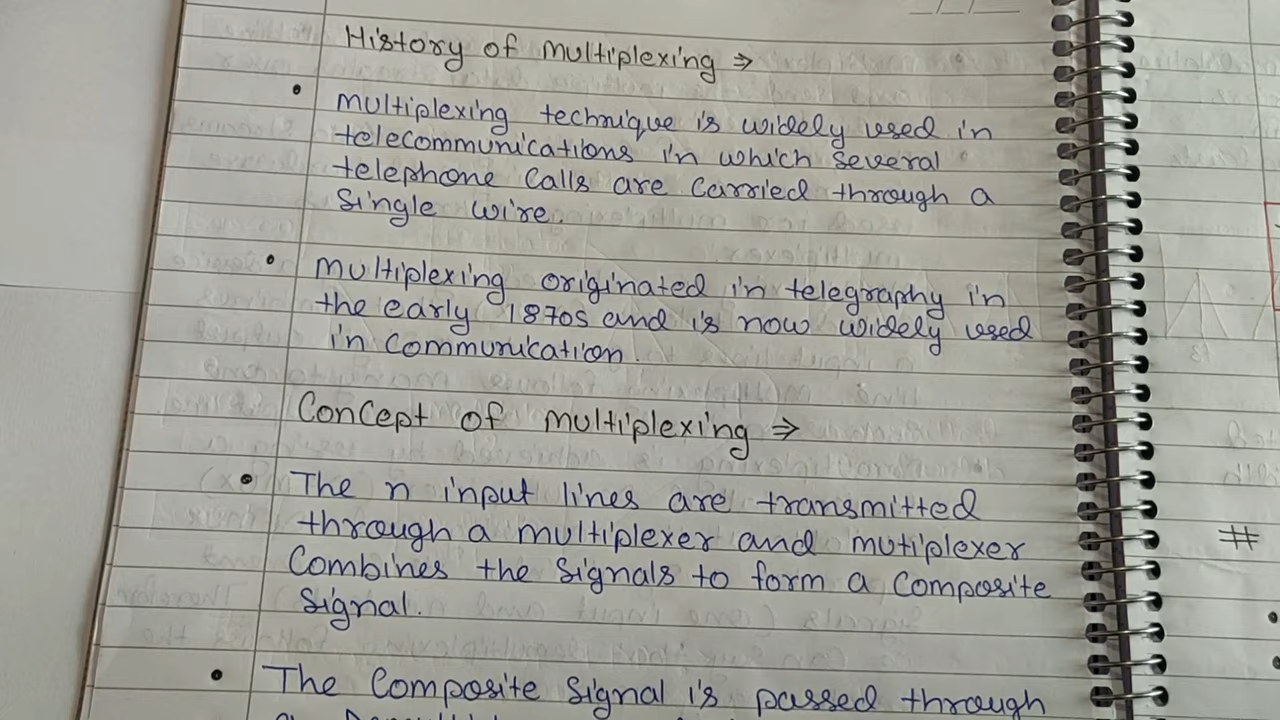 History of multiplexing ⇒
• multiplexing technique is widely used in
telecommunications in which several
telephone calls are carried through a
single wire.
• multiplexing originated in telegraphy in
the early 1870s and is now widely used
in communication.
Concept of multiplexing ⇒
• The n input lines are transmitted
through a multiplexer and mutiplexer
Combines the signals to form a composite
signal.
• The composite signal is passed through
#